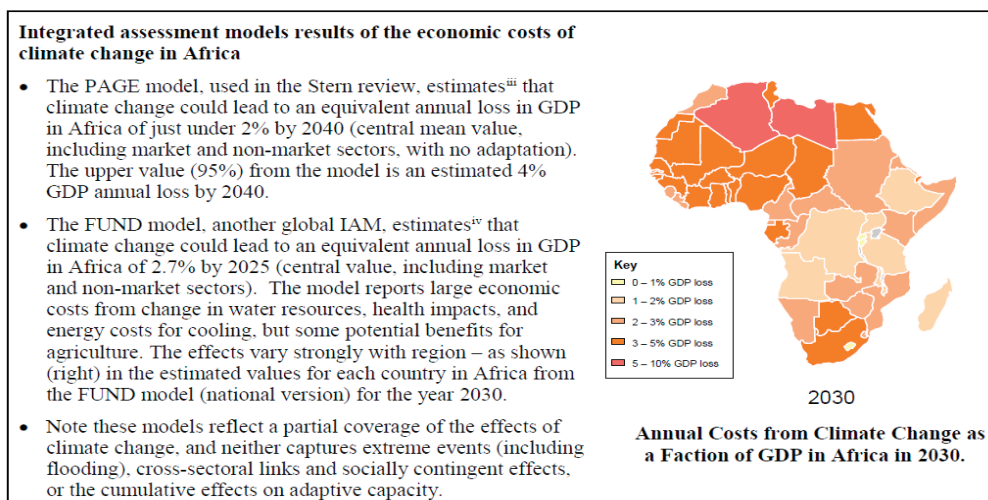 Integrated assessment models results of the economic costs of
climate change in Africa
• The PAGE model, used in the Stern review, estimatesⁱⁱⁱ that
climate change could lead to an equivalent annual loss in GDP
in Africa of just under 2% by 2040 (central mean value,
including market and non-market sectors, with no adaptation).
The upper value (95%) from the model is an estimated 4%
GDP annual loss by 2040.
• The FUND model, another global IAM, estimatesⁱᵛ that
climate change could lead to an equivalent annual loss in GDP
in Africa of 2.7% by 2025 (central value, including market
and non-market sectors). The model reports large economic
costs from change in water resources, health impacts, and
energy costs for cooling, but some potential benefits for
agriculture. The effects vary strongly with region – as shown
(right) in the estimated values for each country in Africa from
the FUND model (national version) for the year 2030.
• Note these models reflect a partial coverage of the effects of
climate change, and neither captures extreme events (including
flooding), cross-sectoral links and socially contingent effects,
or the cumulative effects on adaptive capacity.
Key
0 – 1% GDP loss
1 – 2% GDP loss
2 – 3% GDP loss
3 – 5% GDP loss
5 – 10% GDP loss
2030
Annual Costs from Climate Change as
a Faction of GDP in Africa in 2030.